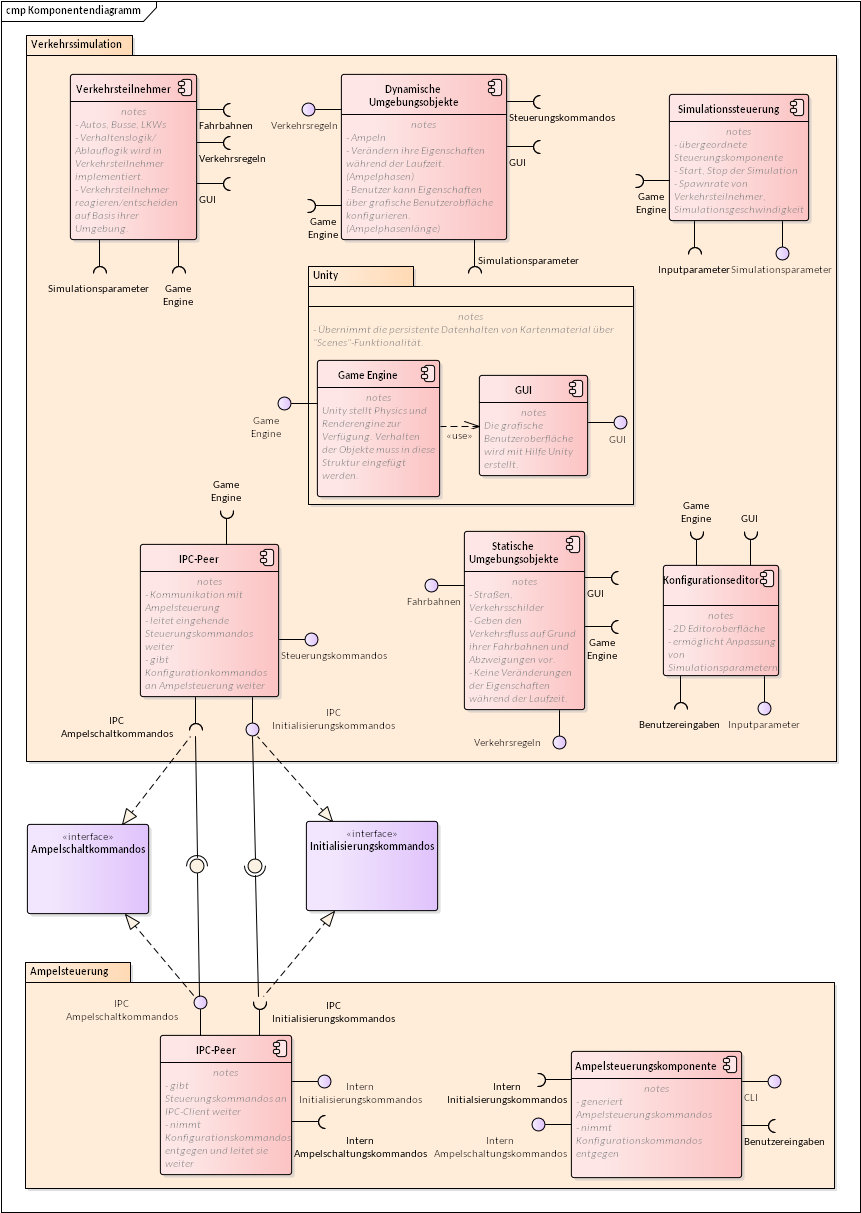 cmp Komponentendiagramm
Verkehrssimulation
Verkehrsteilnehmer
notes
- Autos, Busse, LKWs
- Verhaltenslogik/
Ablauflogik wird in
Verkehrsteilnehmer
implementiert.
- Verkehrsteilnehmer
reagieren/entscheiden
auf Basis ihrer
Umgebung.
Fahrbahnen
Verkehrsregeln
GUI
Simulationsparameter
Game
Engine
Dynamische
Umgebungsobjekte
notes
- Ampeln
- Verändern ihre Eigenschaften
während der Laufzeit.
(Ampelphasen)
- Benutzer kann Eigenschaften
über grafische Benutzerobfläche
konfigurieren.
(Ampelphasenlänge)
Verkehrsregeln
Game
Engine
Steuerungskommandos
GUI
Simulationsparameter
Simulationssteuerung
notes
- übergeordnete
Steuerungskomponente
- Start, Stop der Simulation
- Spawnrate von
Verkehrsteilnehmer,
Simulationsgeschwindigkeit
Game
Engine
Inputparameter
Simulationsparameter
Unity
notes
- Übernimmt die persistente Datenhalten von Kartenmaterial über
"Scenes"-Funktionalität.
Game Engine
notes
Unity stellt Physics und
Renderengine zur
Verfügung. Verhalten
der Objekte muss in diese
Struktur eingefügt
werden.
Game
Engine
«use»
GUI
notes
Die grafische
Benutzeroberfläche
wird mit Hilfe Unity
erstellt.
GUI
Game
Engine
IPC-Peer
notes
- Kommunikation mit
Ampelsteuerung
- leitet eingehende
Steuerungskommandos
weiter
- gibt
Konfigurationkommandos
an Ampelsteuerung weiter
Steuerungskommandos
IPC
Ampelschaltkommandos
IPC
Initialisierungskommandos
Statische
Umgebungsobjekte
notes
- Straßen,
Verkehrsschilder
- Geben den
Verkehrsfluss auf Grund
ihrer Fahrbahnen und
Abzweigungen vor.
- Keine Veränderungen
der Eigenschaften
während der Laufzeit
Fahrbahnen
GUI
Game
Engine
Verkehrsregeln
Game
Engine
GUI
Konfigurationseditor
notes
- 2D Editoroberfläche
- ermöglicht Anpassung
von
Simulationsparametern
Benutzereingaben
Inputparameter
«interface»
Ampelschaltkommandos
«interface»
Initialisierungskommandos
Ampelsteuerung
IPC
Ampelschaltkommandos
IPC
Initialisierungskommandos
IPC-Peer
notes
- gibt
Steuerungskommandos an
IPC-Client weiter
- nimmt
Konfigurationskommandos
entgegen und leitet sie
weiter
Intern
Initialisierungskommandos
Intern
Ampelschaltungskommandos
Ampelsteuerungskomponente
notes
- generiert
Ampelsteuerungskommandos
- nimmt
Konfigurationskommandos
entgegen
Intern
Initialsierungskommandos
Intern
Ampelschaltungskommandos
CLI
Benutzereingaben